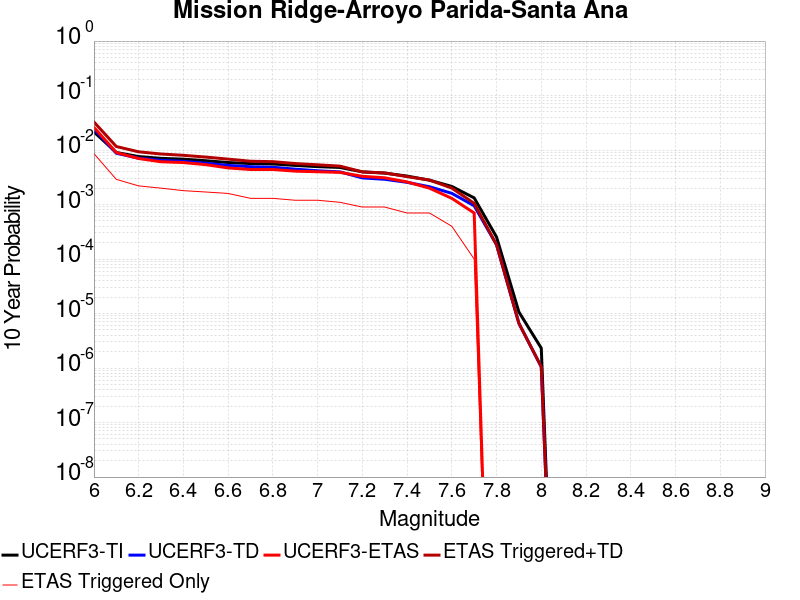 Mission Ridge-Arroyo Parida-Santa Ana
10 0
10 -1
10 -2
10 -3
10 -4
10 -5
10 -6
10 -7
10 -8
10 Year Probability
6 6.2 6.4 6.6 6.8 7 7.2 7.4 7.6 7.8 8 8.2 8.4 8.6 8.8 9
Magnitude
UCERF3-TI UCERF3-TD UCERF3-ETAS ETAS Triggered+TD
ETAS Triggered Only